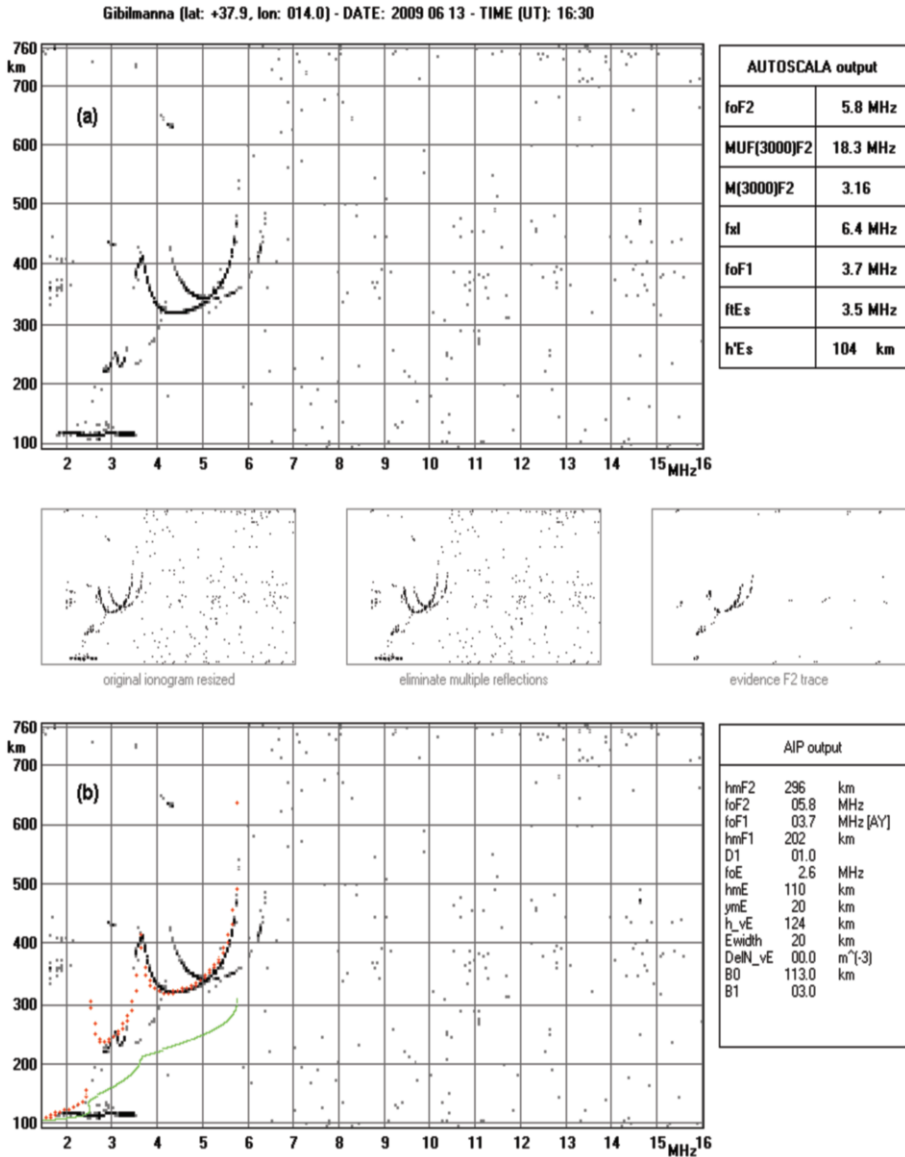 Gibilmanna (lat: +37.9, lon: 014.0) - DATE: 2009 06 13 - TIME (UT): 16:30
760
km
700
(a)
600
500
400
300
200
100
2 3 4 5 6 7 8 9 10 11 12 13 14 15 MHz 16
AUTOSCALA output
foF2 5.8 MHz
MUF(3000)F2 18.3 MHz
M(3000)F2 3.16
fxI 6.4 MHz
foF1 3.7 MHz
ftEs 3.5 MHz
h'Es 104 km
original ionogram resized
eliminate multiple reflections
evidence F2 trace
760
km
700
(b)
600
500
400
300
200
100
2 3 4 5 6 7 8 9 10 11 12 13 14 15 MHz 16
AIP output
hmF2 296 km
foF2 05.8 MHz
foF1 03.7 MHz [AY]
hmF1 202 km
D1 01.0
foE 2.6 MHz
hmE 110 km
ymE 20 km
h_vE 124 km
Ewidth 20 km
DelN_vE 00.0 m^(-3)
B0 113.0 km
B1 03.0